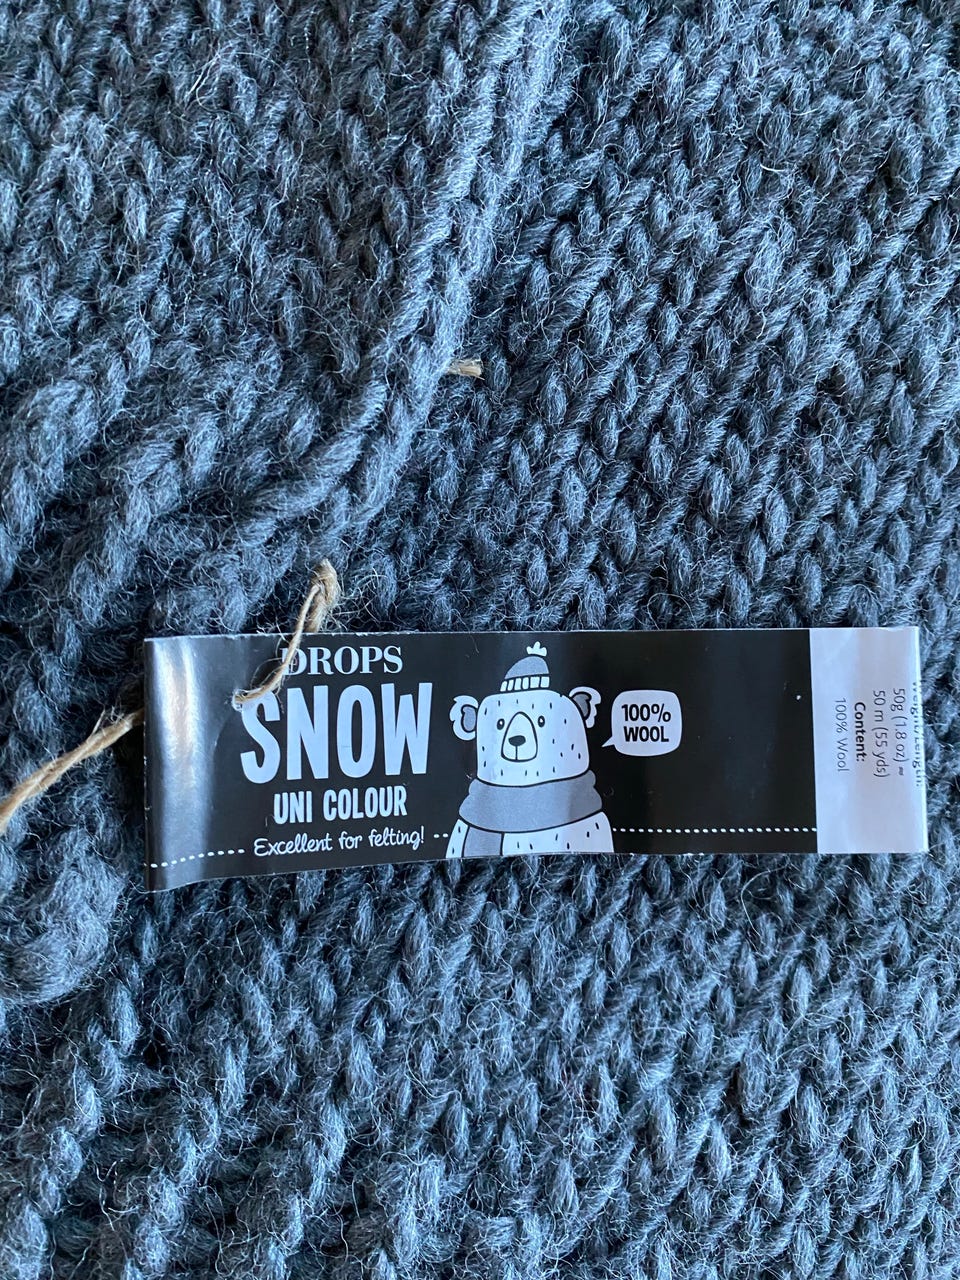 DROPS
SNOW
UNI COLOUR
Excellent for felting!
100%
WOOL
50g (1.8 oz) ≈
50 m (55 yds)
Content:
100% Wool